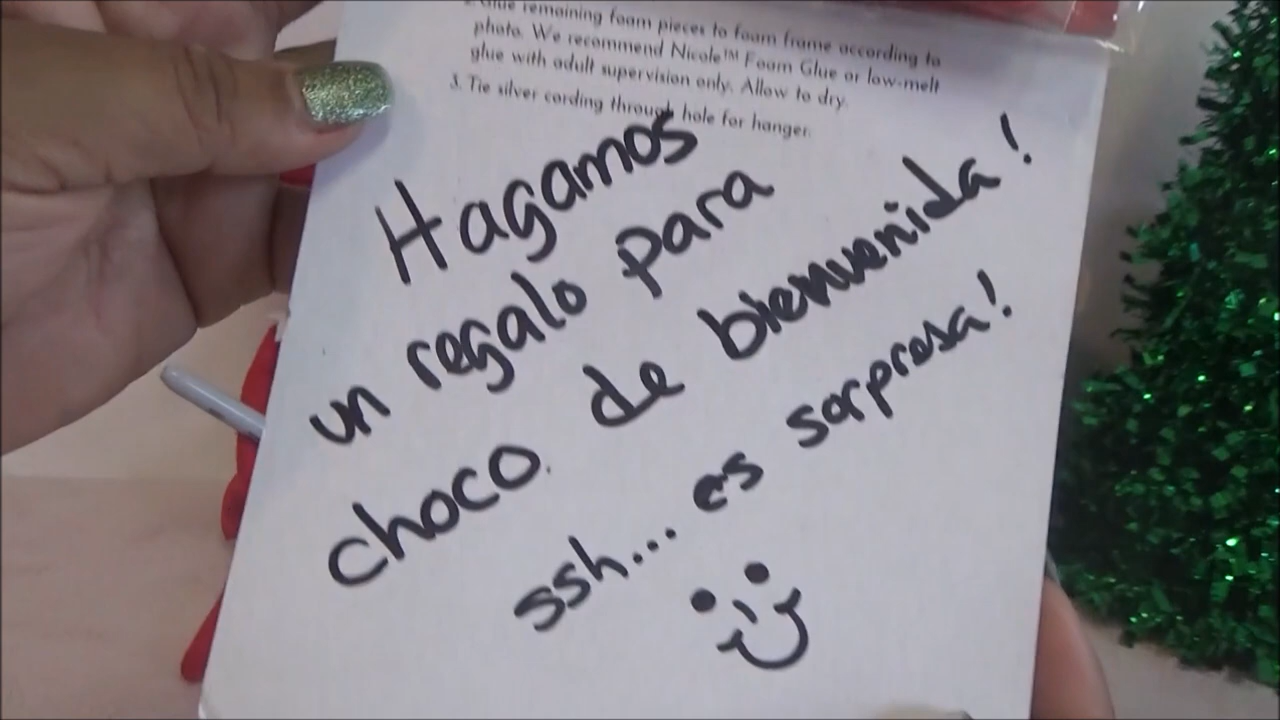 2. Glue remaining foam pieces to foam frame according to
photo. We recommend Nicole™ Foam Glue or low-melt
glue with adult supervision only. Allow to dry.
3. Tie silver cording through hole for hanger.
Hagamos
un regalo para
choco. de bienvenida!
ssh... es sorpresa!